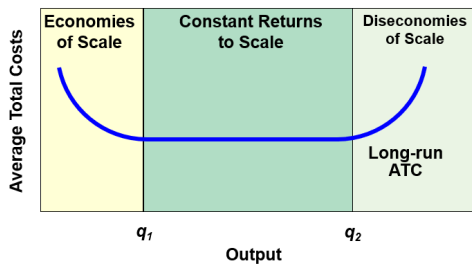 Economies
of Scale
Constant Returns
to Scale
Diseconomies
of Scale
Average Total Costs
Long-run
ATC
q1
q2
Output